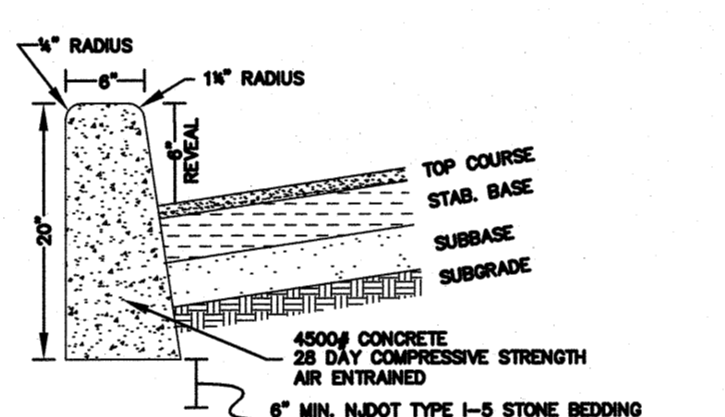 ¼" RADIUS
6"
1¼" RADIUS
6"
REVEAL
20"
TOP COURSE
STAB. BASE
SUBBASE
SUBGRADE
4500# CONCRETE
28 DAY COMPRESSIVE STRENGTH
AIR ENTRAINED
6" MIN. NJDOT TYPE I-5 STONE BEDDING